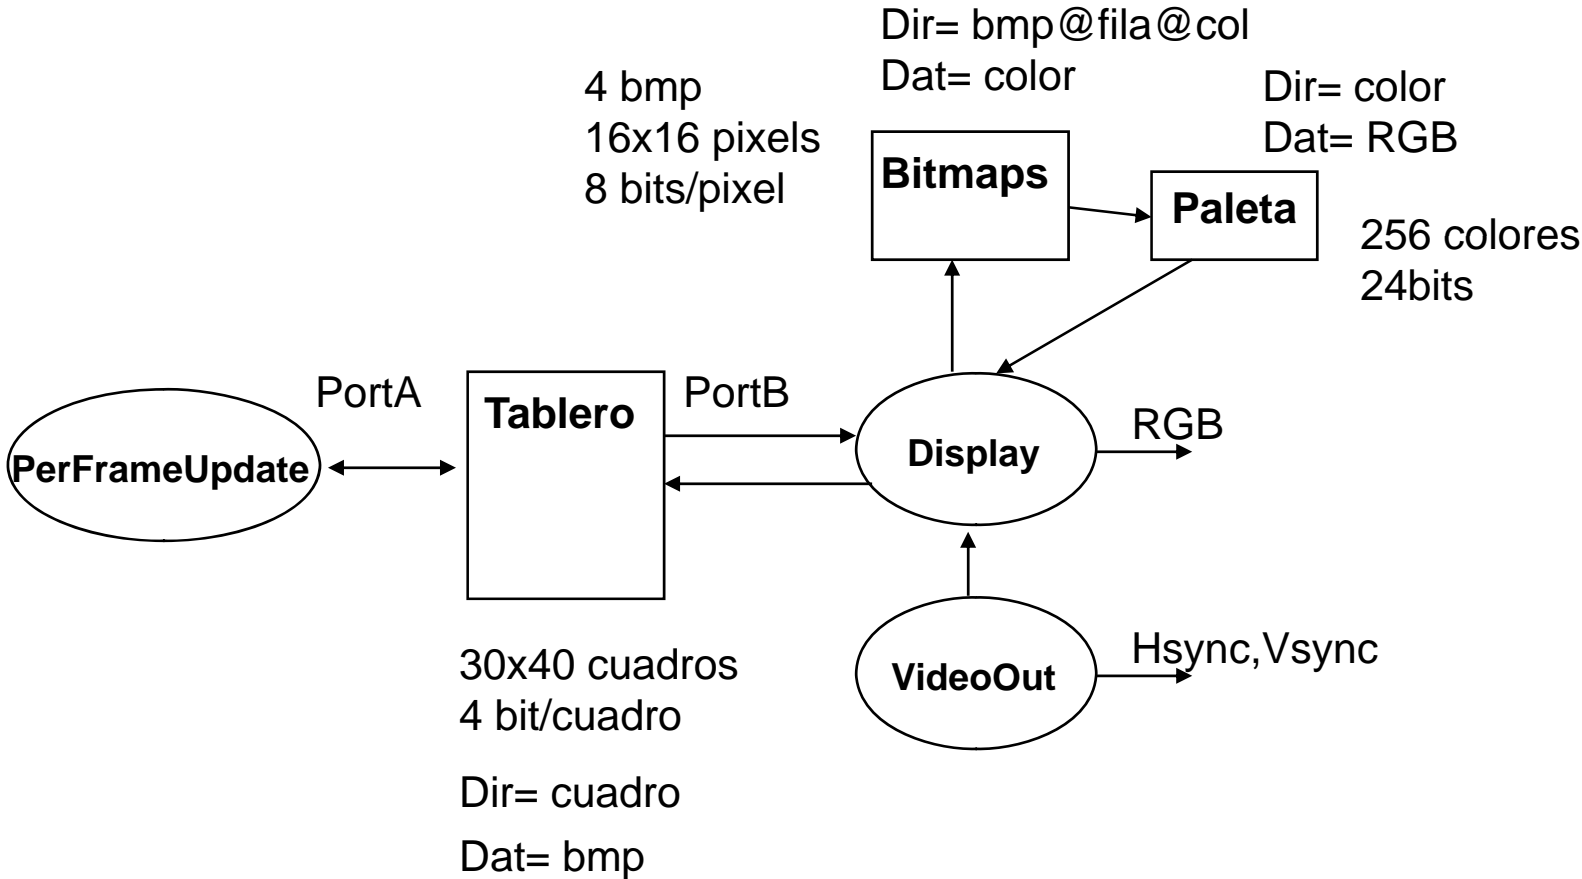 Dir= bmp@fila@col
Dat= color
4 bmp
16x16 pixels
8 bits/pixel
Dir= color
Dat= RGB
Bitmaps
Paleta
256 colores
24bits
PortA
Tablero
PortB
RGB
PerFrameUpdate
Display
30x40 cuadros
4 bit/cuadro
Dir= cuadro
Dat= bmp
VideoOut
Hsync,Vsync